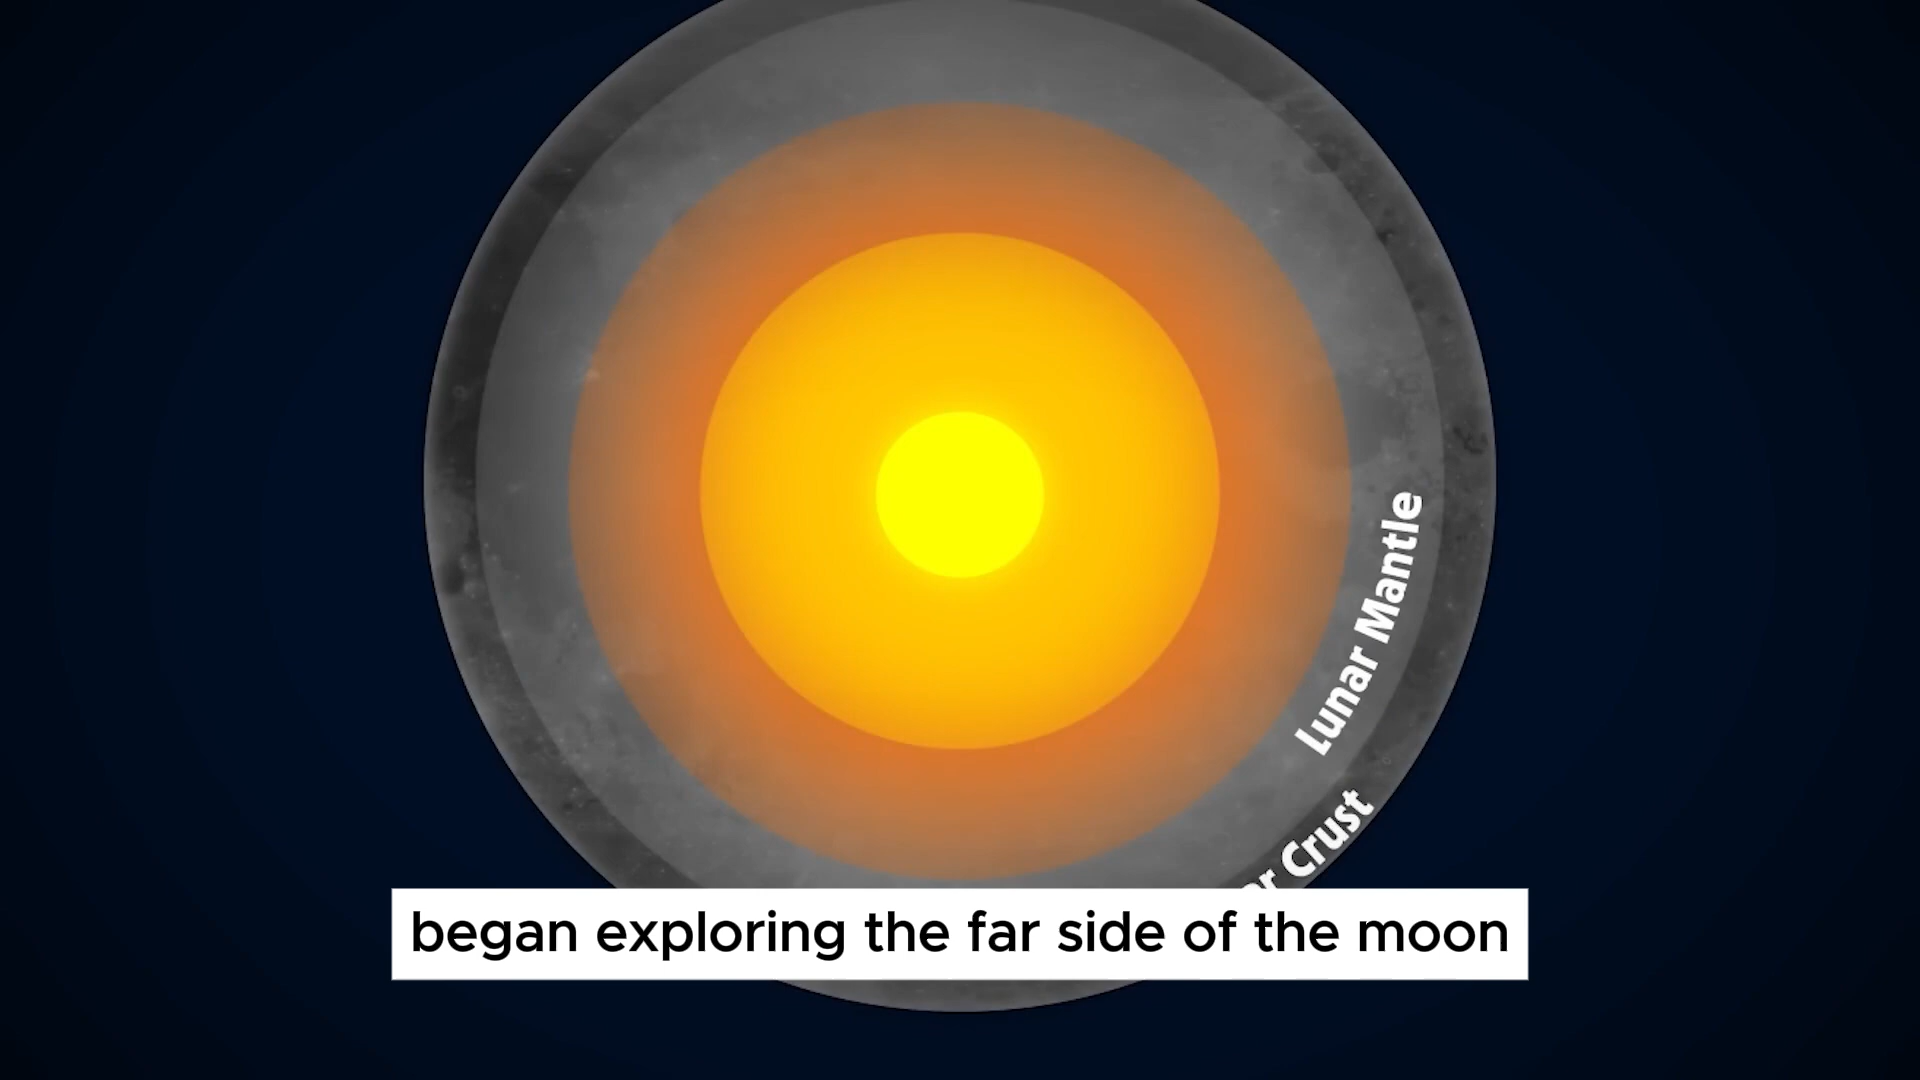 Lunar Mantle
Crust
began exploring the far side of the moon